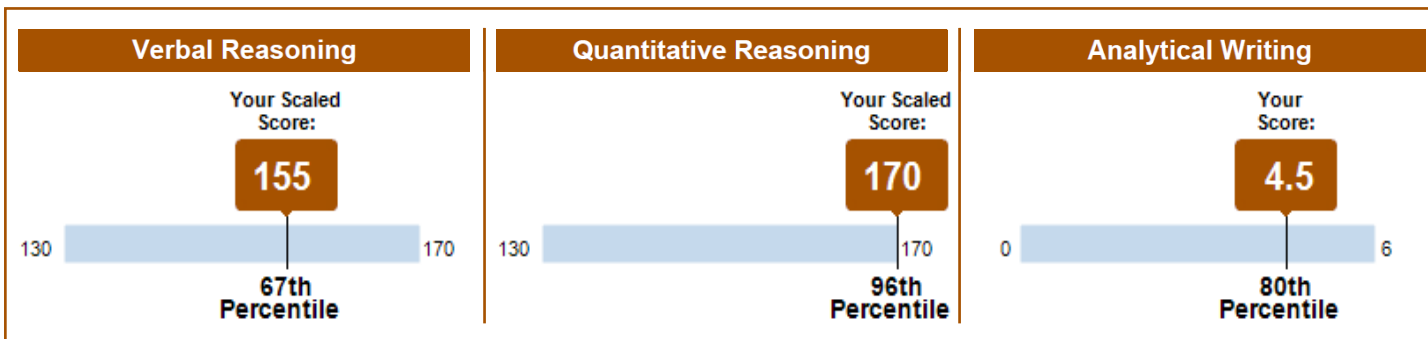 Verbal Reasoning
Your Scaled
Score:
155
130
170
67th
Percentile
Quantitative Reasoning
Your Scaled
Score:
170
130
170
96th
Percentile
Analytical Writing
Your
Score:
4.5
0
6
80th
Percentile